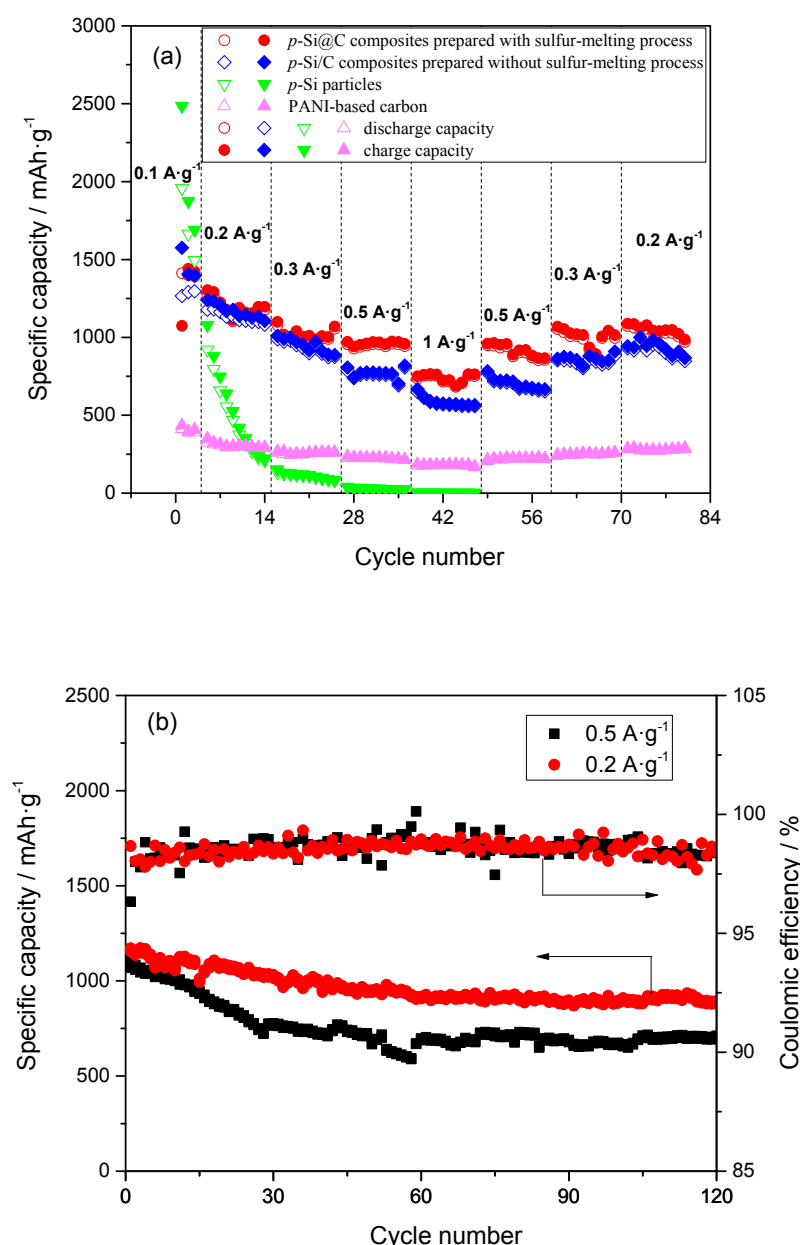 (a)
p-Si@C composites prepared with sulfur-melting process
p-Si/C composites prepared without sulfur-melting process
p-Si particles
PANI-based carbon
discharge capacity
charge capacity
3000
2500
2000
1500
1000
500
0
Specific capacity / mAh·g⁻¹
0.1 A·g⁻¹
0.2 A·g⁻¹
0.3 A·g⁻¹
0.5 A·g⁻¹
1 A·g⁻¹
0.5 A·g⁻¹
0.3 A·g⁻¹
0.2 A·g⁻¹
0 14 28 42 56 70 84
Cycle number
(b)
0.5 A·g⁻¹
0.2 A·g⁻¹
2500
2000
1500
1000
500
0
Specific capacity / mAh·g⁻¹
105
100
95
90
85
Coulomic efficiency / %
0 30 60 90 120
Cycle number